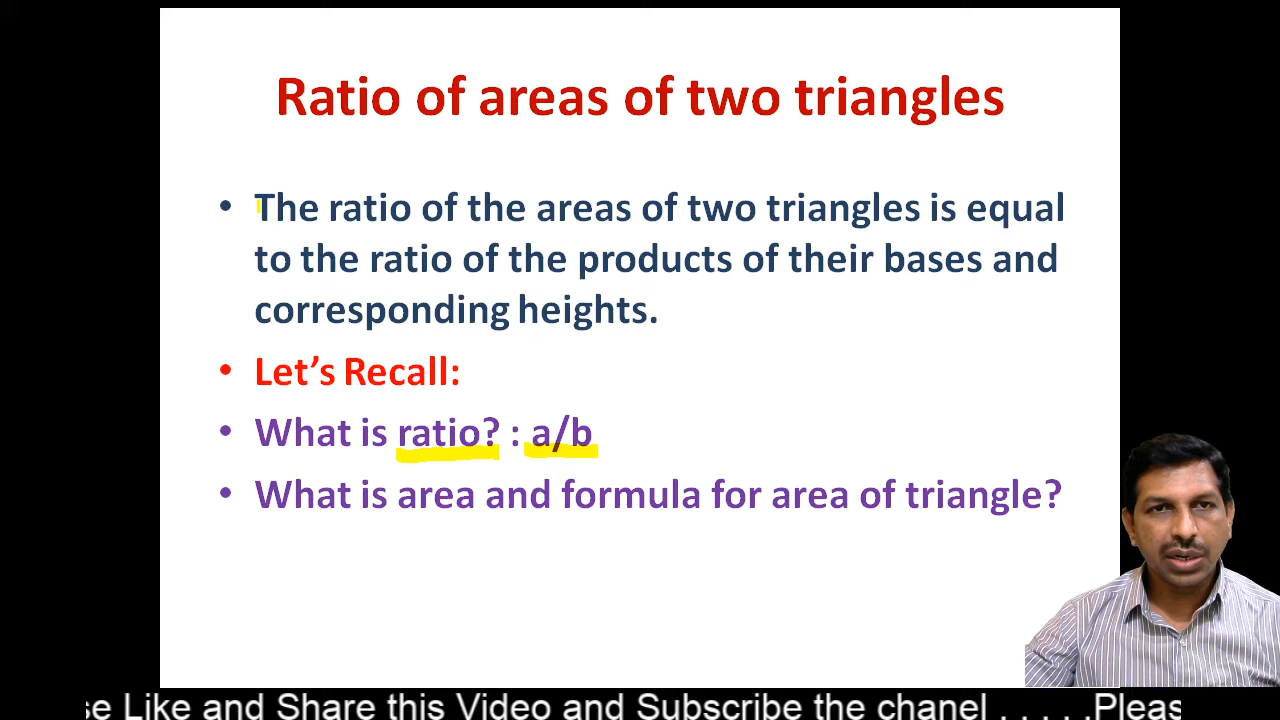 Ratio of areas of two triangles
• The ratio of the areas of two triangles is equal
to the ratio of the products of their bases and
corresponding heights.
• Let’s Recall:
• What is ratio? : a/b
• What is area and formula for area of triangle?
se Like and Share this Video and Subscribe the chanel . . . . .Pleas